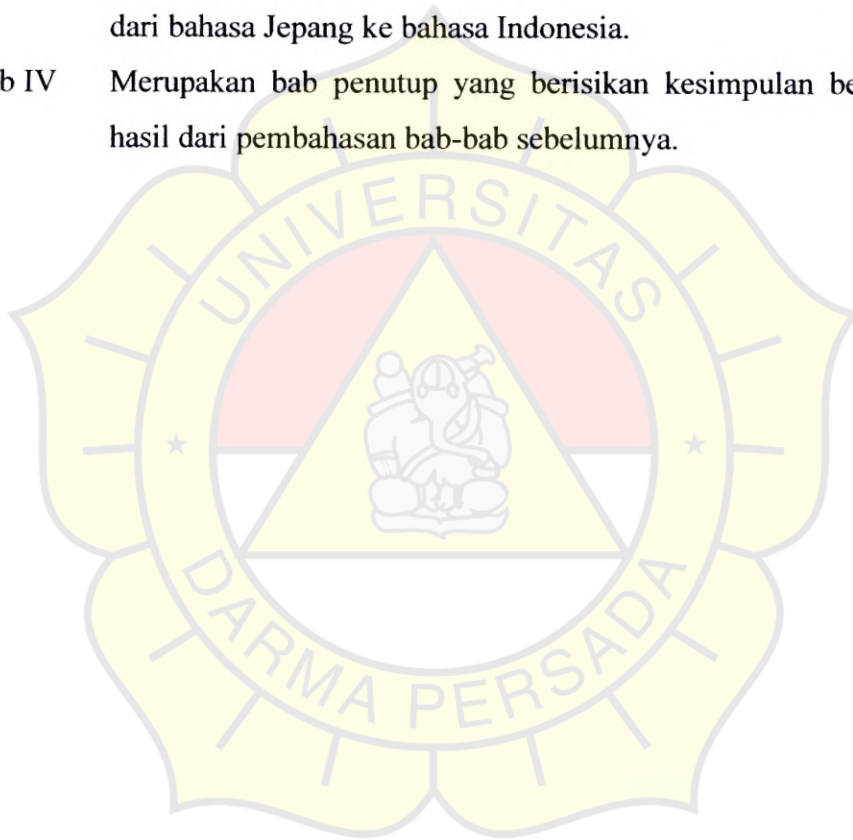 dari bahasa Jepang ke bahasa Indonesia.
b IV Merupakan bab penutup yang berisikan kesimpulan be
hasil dari pembahasan bab-bab sebelumnya.
UNIVERSITAS
DARMA PERSADA